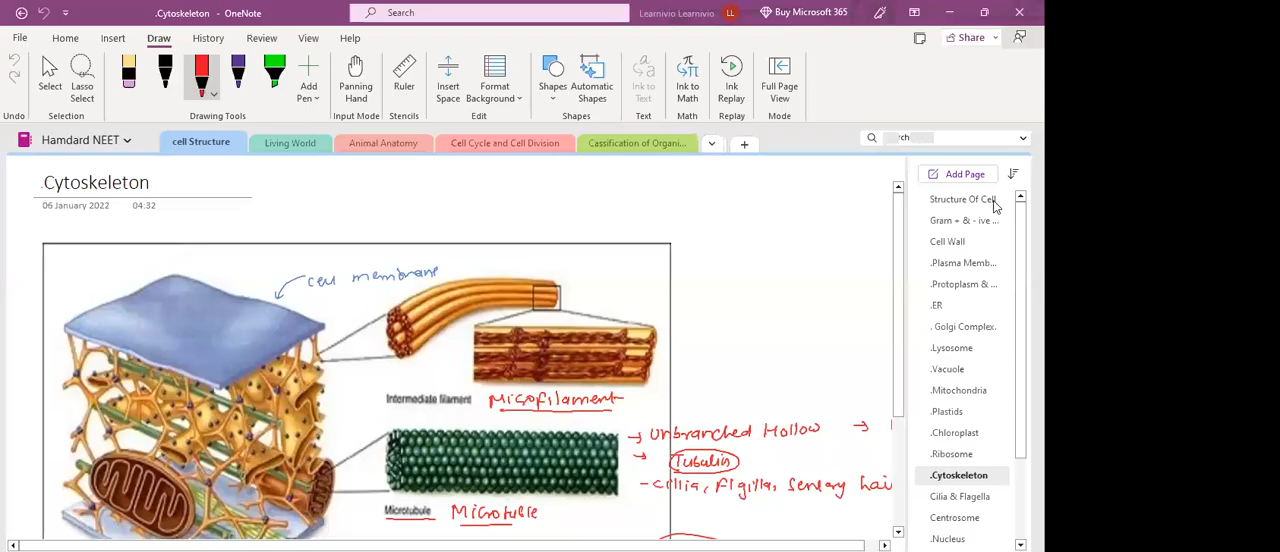 .Cytoskeleton - OneNote
Search
Learnivio Learnivio LL
Buy Microsoft 365
File Home Insert Draw History Review View Help
Share
Select
Lasso Select
Add Pen
Panning Hand
Ruler
Insert Space
Format Background
Shapes
Automatic Shapes
Ink to Text
Ink to Math
Ink Replay
Full Page View
Undo Selection Drawing Tools Input Mode Stencils Edit Shapes Text Math Replay Mode
Hamdard NEET
cell Structure
Living World
Animal Anatomy
Cell Cycle and Cell Division
Cassification of Organi...
rch
.Cytoskeleton
06 January 2022 04:32
cell membrane
Intermediate filament Microfilament
Unbranched Hollow
Tubulin
-cillia, Flgilla, Sensary hai
Microtubule Microtuble
Add Page
Structure Of Cell
Gram + & - ive ...
Cell Wall
.Plasma Memb...
.Protoplasm & ...
.ER
. Golgi Complex.
.Lysosome
.Vacuole
.Mitochondria
.Plastids
.Chloroplast
.Ribosome
.Cytoskeleton
Cilia & Flagella
Centrosome
.Nucleus